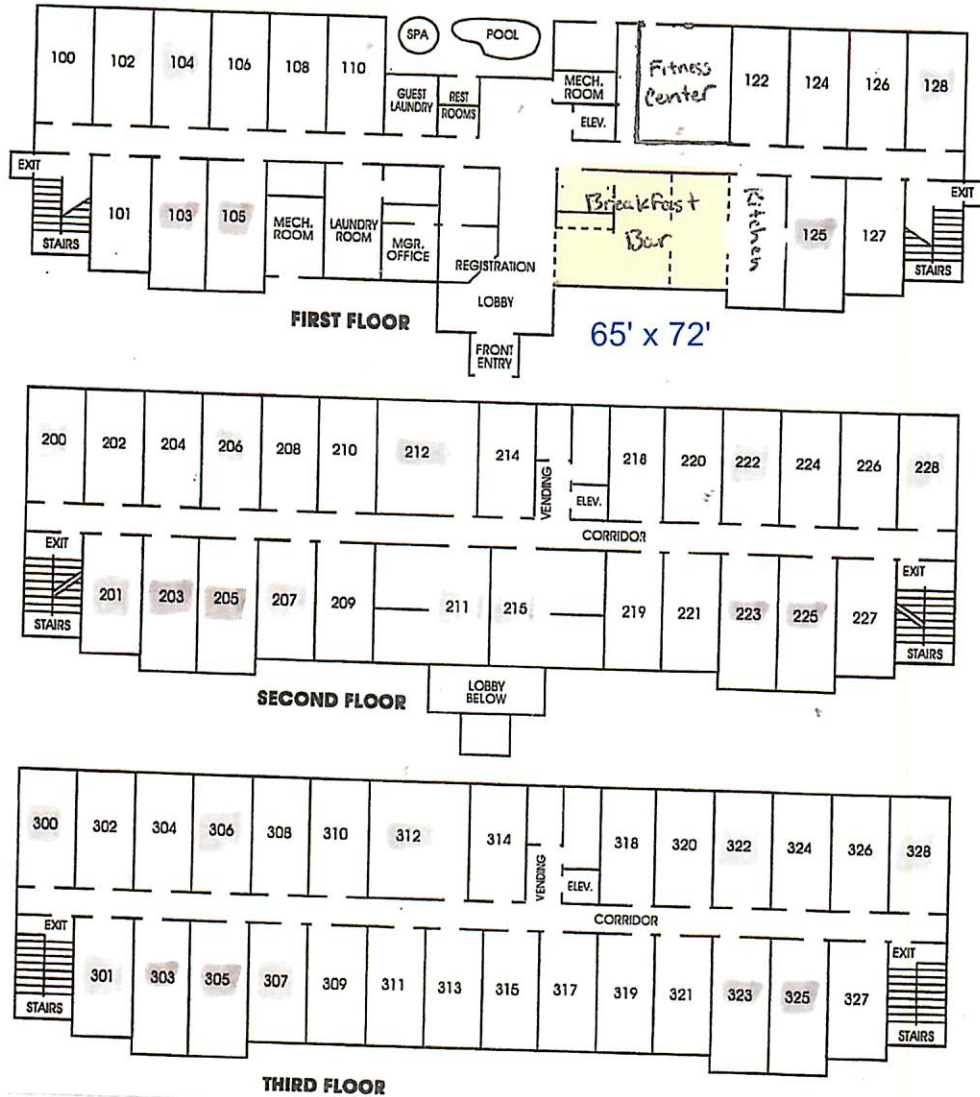 SPA
POOL
100
102
104
106
108
110
GUEST
LAUNDRY
REST
ROOMS
MECH.
ROOM
ELEV.
Fitness
Center
122
124
126
128
EXIT
STAIRS
101
103
105
MECH.
ROOM
LAUNDRY
ROOM
MGR.
OFFICE
REGISTRATION
LOBBY
Breakfast
Bar
Kitchen
125
127
EXIT
STAIRS
FIRST FLOOR
FRONT
ENTRY
65' x 72'
200
202
204
206
208
210
212
214
VENDING
ELEV.
218
220
222
224
226
228
CORRIDOR
EXIT
STAIRS
201
203
205
207
209
211
215
219
221
223
225
227
EXIT
STAIRS
SECOND FLOOR
LOBBY
BELOW
300
302
304
306
308
310
312
314
VENDING
ELEV.
318
320
322
324
326
328
CORRIDOR
EXIT
STAIRS
301
303
305
307
309
311
313
315
317
319
321
323
325
327
EXIT
STAIRS
THIRD FLOOR